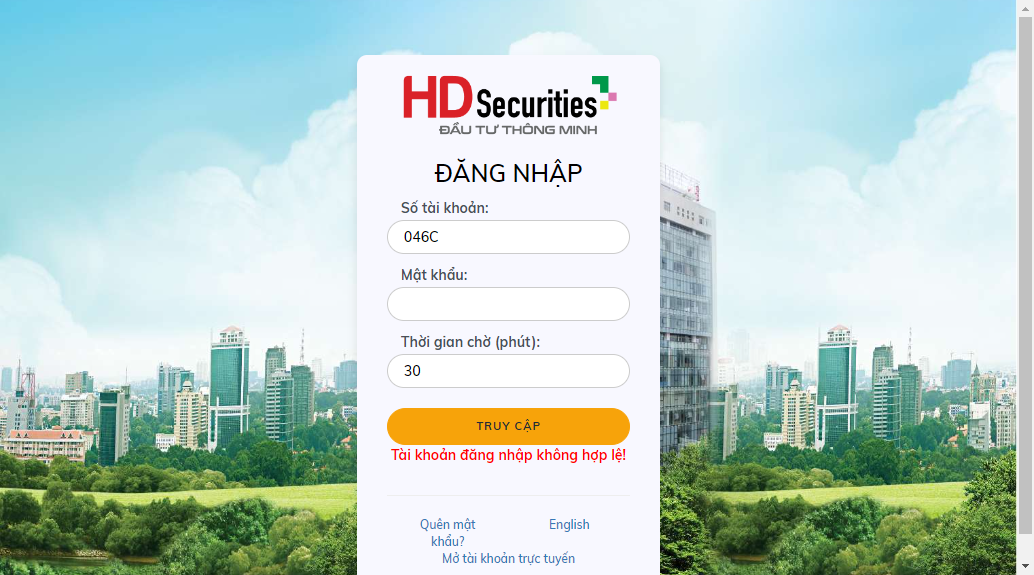 HD Securities
ĐẦU TƯ THÔNG MINH
ĐĂNG NHẬP
Số tài khoản:
046C
Mật khẩu:
Thời gian chờ (phút):
30
TRUY CẬP
Tài khoản đăng nhập không hợp lệ!
Quên mật
khẩu?
English
Mở tài khoản trực tuyến